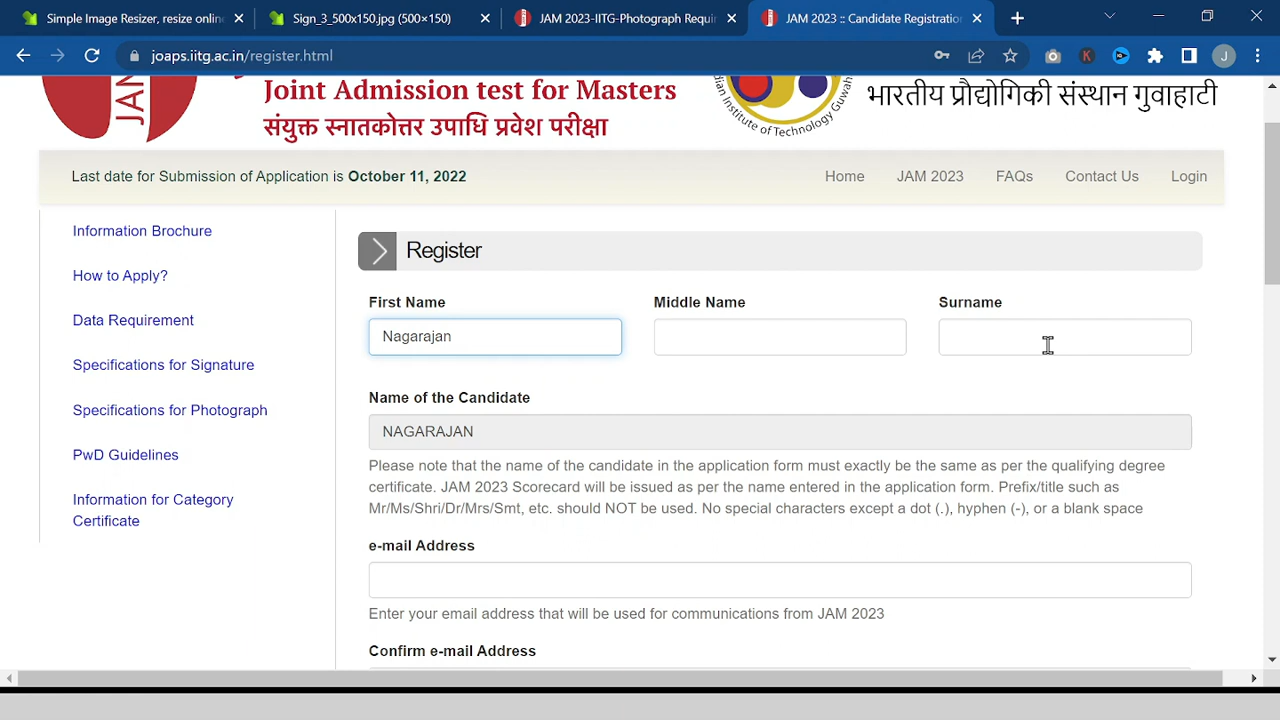 Simple Image Resizer, resize online
Sign_3_500x150.jpg (500×150)
JAM 2023-IITG-Photograph Requir
JAM 2023 :: Candidate Registration
joaps.iitg.ac.in/register.html
K
J
JAM
Joint Admission test for Masters
संयुक्त स्नातकोत्तर उपाधि प्रवेश परीक्षा
Indian Institute of Technology Guwahati
भारतीय प्रौद्योगिकी संस्थान गुवाहाटी
Last date for Submission of Application is October 11, 2022
Home
JAM 2023
FAQs
Contact Us
Login
Information Brochure
How to Apply?
Data Requirement
Specifications for Signature
Specifications for Photograph
PwD Guidelines
Information for Category
Certificate
Register
First Name
Middle Name
Surname
Nagarajan
Name of the Candidate
NAGARAJAN
Please note that the name of the candidate in the application form must exactly be the same as per the qualifying degree
certificate. JAM 2023 Scorecard will be issued as per the name entered in the application form. Prefix/title such as
Mr/Ms/Shri/Dr/Mrs/Smt, etc. should NOT be used. No special characters except a dot (.), hyphen (-), or a blank space
e-mail Address
Enter your email address that will be used for communications from JAM 2023
Confirm e-mail Address